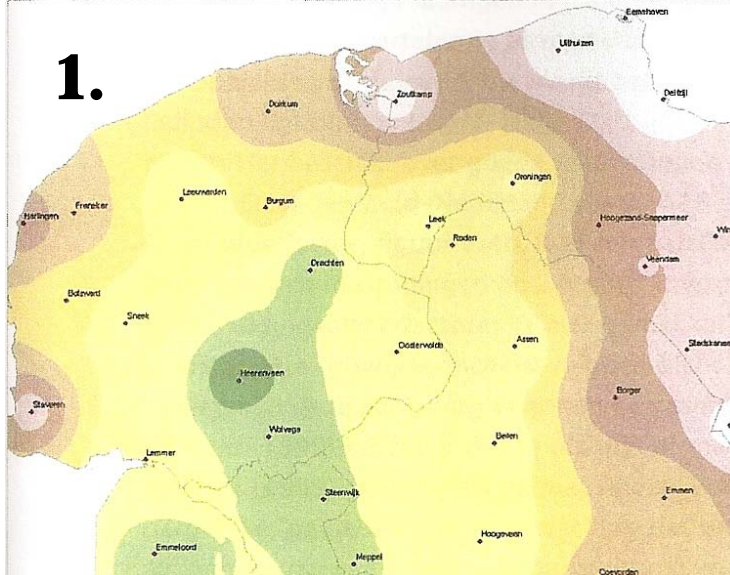 1.
Eemshaven
Uithuizen
Delfzijl
Zoutkamp
Dokkum
Groningen
Leeuwarden
Burgum
Franeker
Harlingen
Leek
Hoogezand-Sappemeer
Roden
Veendam
Drachten
Bolsward
Sneek
Assen
Stadskanaal
Oosterwolde
Heerenveen
Borger
Staveren
Wolvega
Beilen
Lemmer
Steenwijk
Emmen
Hoogeveen
Emmeloord
Meppel
Coevorden